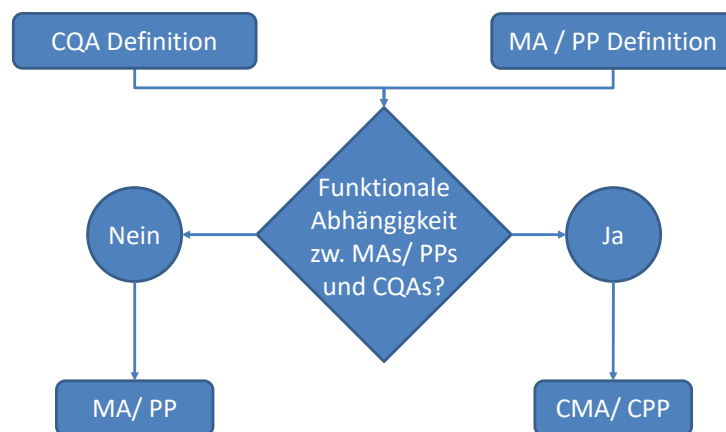 CQA Definition
MA / PP Definition
Funktionale
Abhängigkeit
zw. MAs/ PPs
und CQAs?
Nein
Ja
MA/ PP
CMA/ CPP